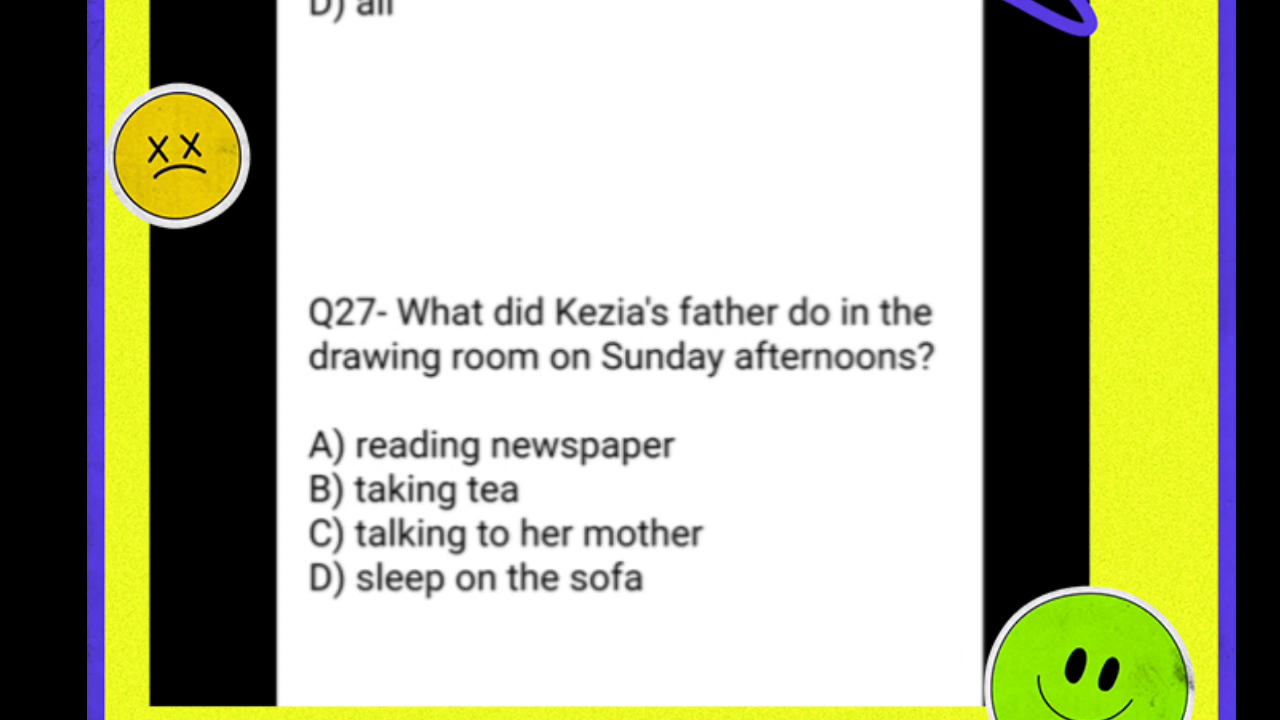 D) all
Q27- What did Kezia's father do in the
drawing room on Sunday afternoons?
A) reading newspaper
B) taking tea
C) talking to her mother
D) sleep on the sofa